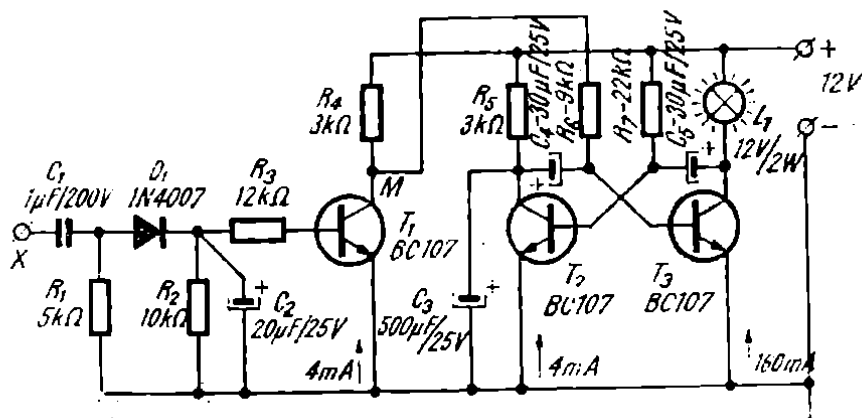 C₁
1µF/200V
X
D₁
1N4007
R₁
5kΩ
R₂
10kΩ
R₃
12kΩ
C₂
20µF/25V
+
R₄
3kΩ
M
T₁
BC107
4mA
C₃
500µF
/25V
+
R₅
3kΩ
C₄-30µF/25V
+
R₆-9kΩ
R₇-22kΩ
C₅-30µF/25V
+
T₂
BC107
4mA
T₃
BC107
160mA
L₁
12V/2W
+
12V
-